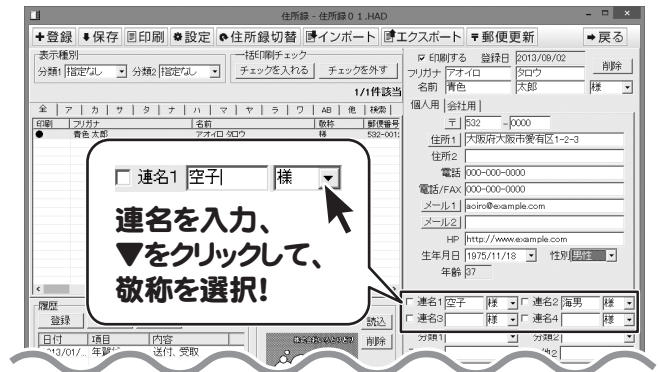 住所録 - 住所録01.HAD
登録 保存 印刷 設定 住所録切替 インポート エクスポート 〒郵便更新 戻る
表示種別
分類1 指定なし 分類2 指定なし
一括印刷チェック
チェックを入れる チェックを外す
1/1件該当
全 ア カ サ タ ナ ハ マ ヤ ラ ワ AB 他 検索
印刷 フリガナ 名前 敬称 郵便番号
● 青色 太郎 アオイロ タロウ 様 532-001
印刷する 登録日 2013/09/02
フリガナ アオイロ タロウ 削除
名前 青色 太郎 様
個人用 会社用
〒 532 - 0000
住所1 大阪府大阪市愛有区1-2-3
住所2
電話 000-000-0000
電話/FAX 000-000-0000
メール1 aoiro@example.com
メール2
HP http://www.example.com
生年月日 1975/11/18 性別 男性
年齢 37
連名1 空子 様 連名2 海男 様
連名3 様 連名4 様
分類1 分類2
連名1 空子 様
連名を入力、
▼をクリックして、
敬称を選択!
履歴
登録 読込
日付 項目 内容 削除
送付、受取